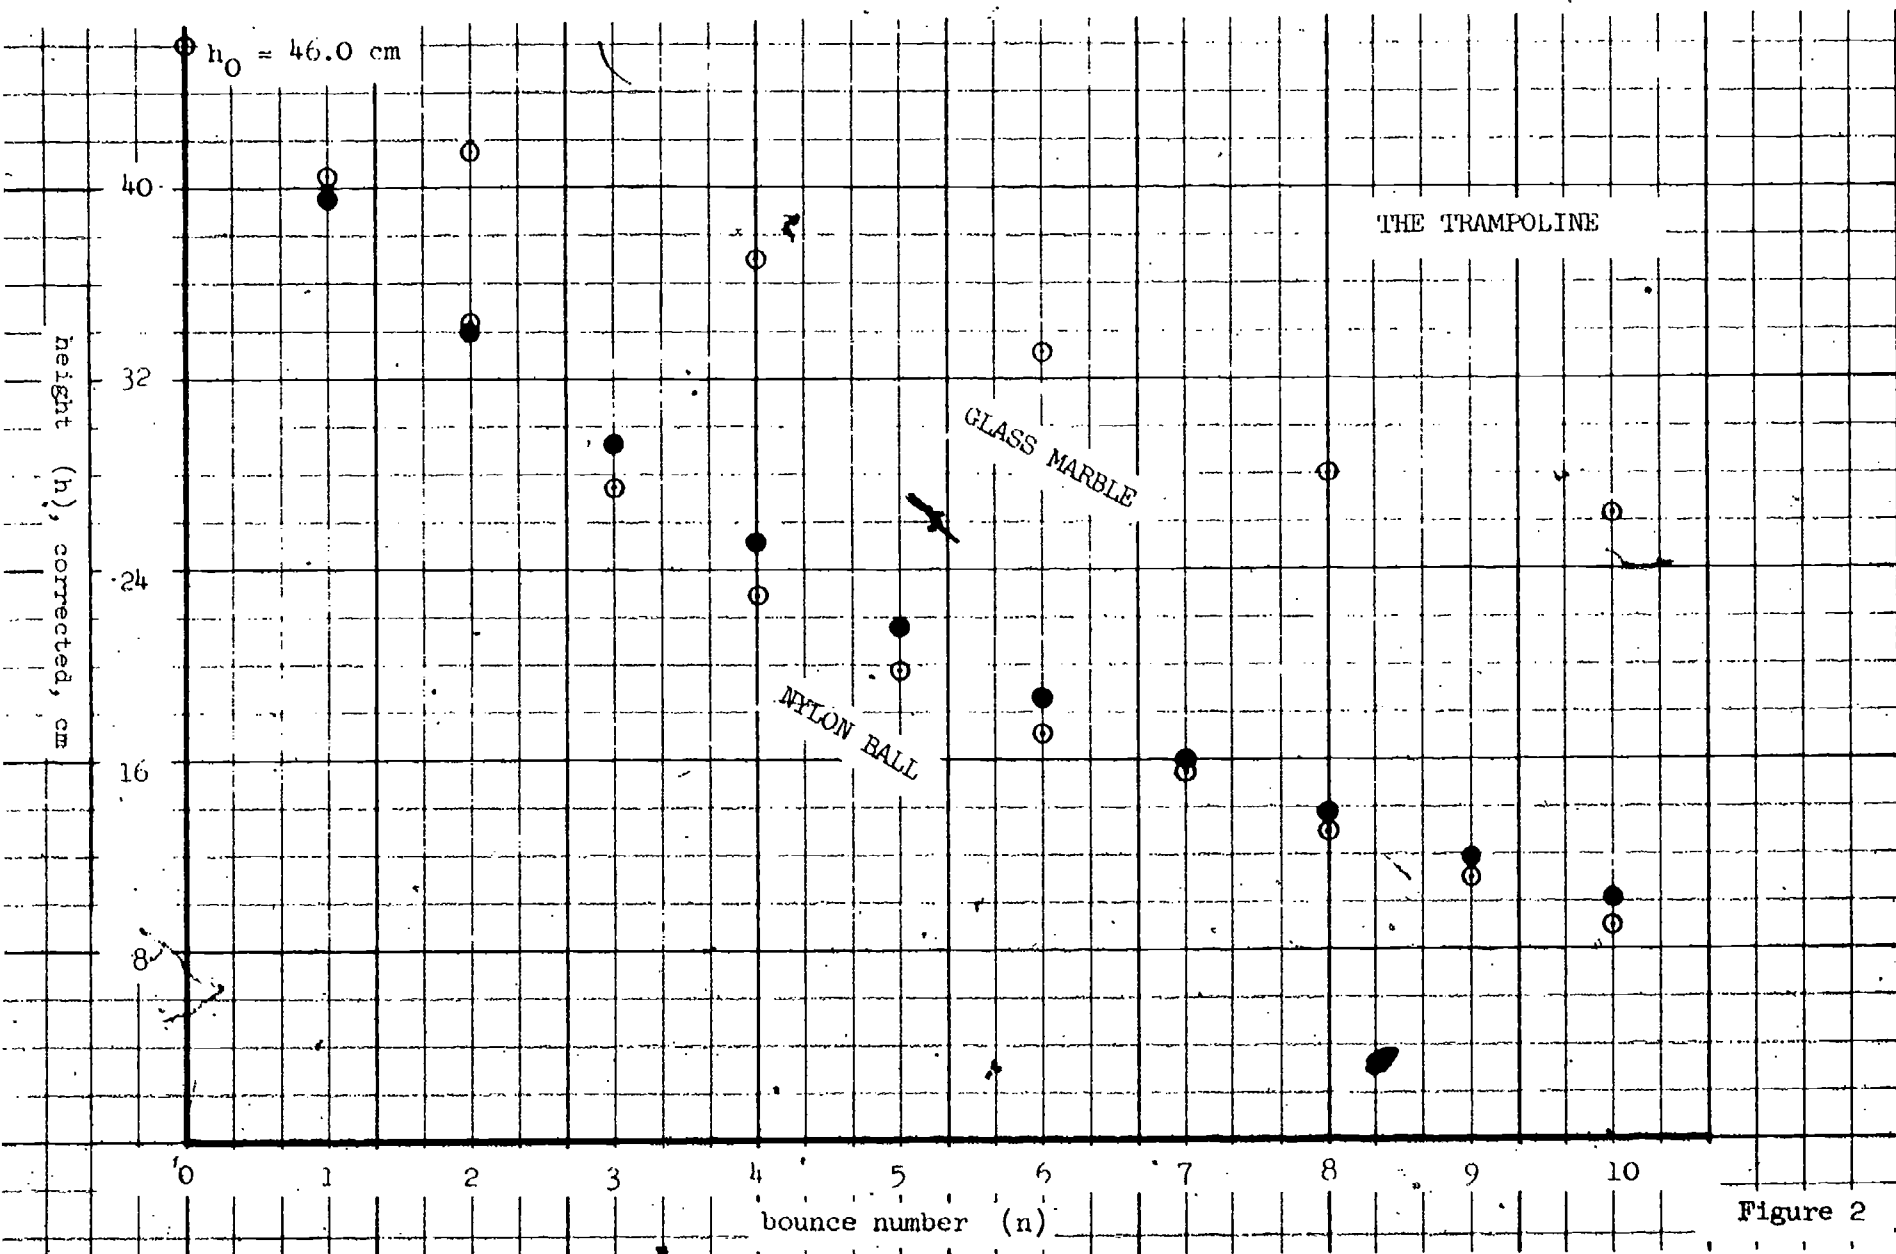 h0 = 46.0 cm
THE TRAMPOLINE
GLASS MARBLE
NYLON BALL
height (h), corrected, cm
40
32
24
16
8
0 1 2 3 4 5 6 7 8 9 10
bounce number (n)
Figure 2